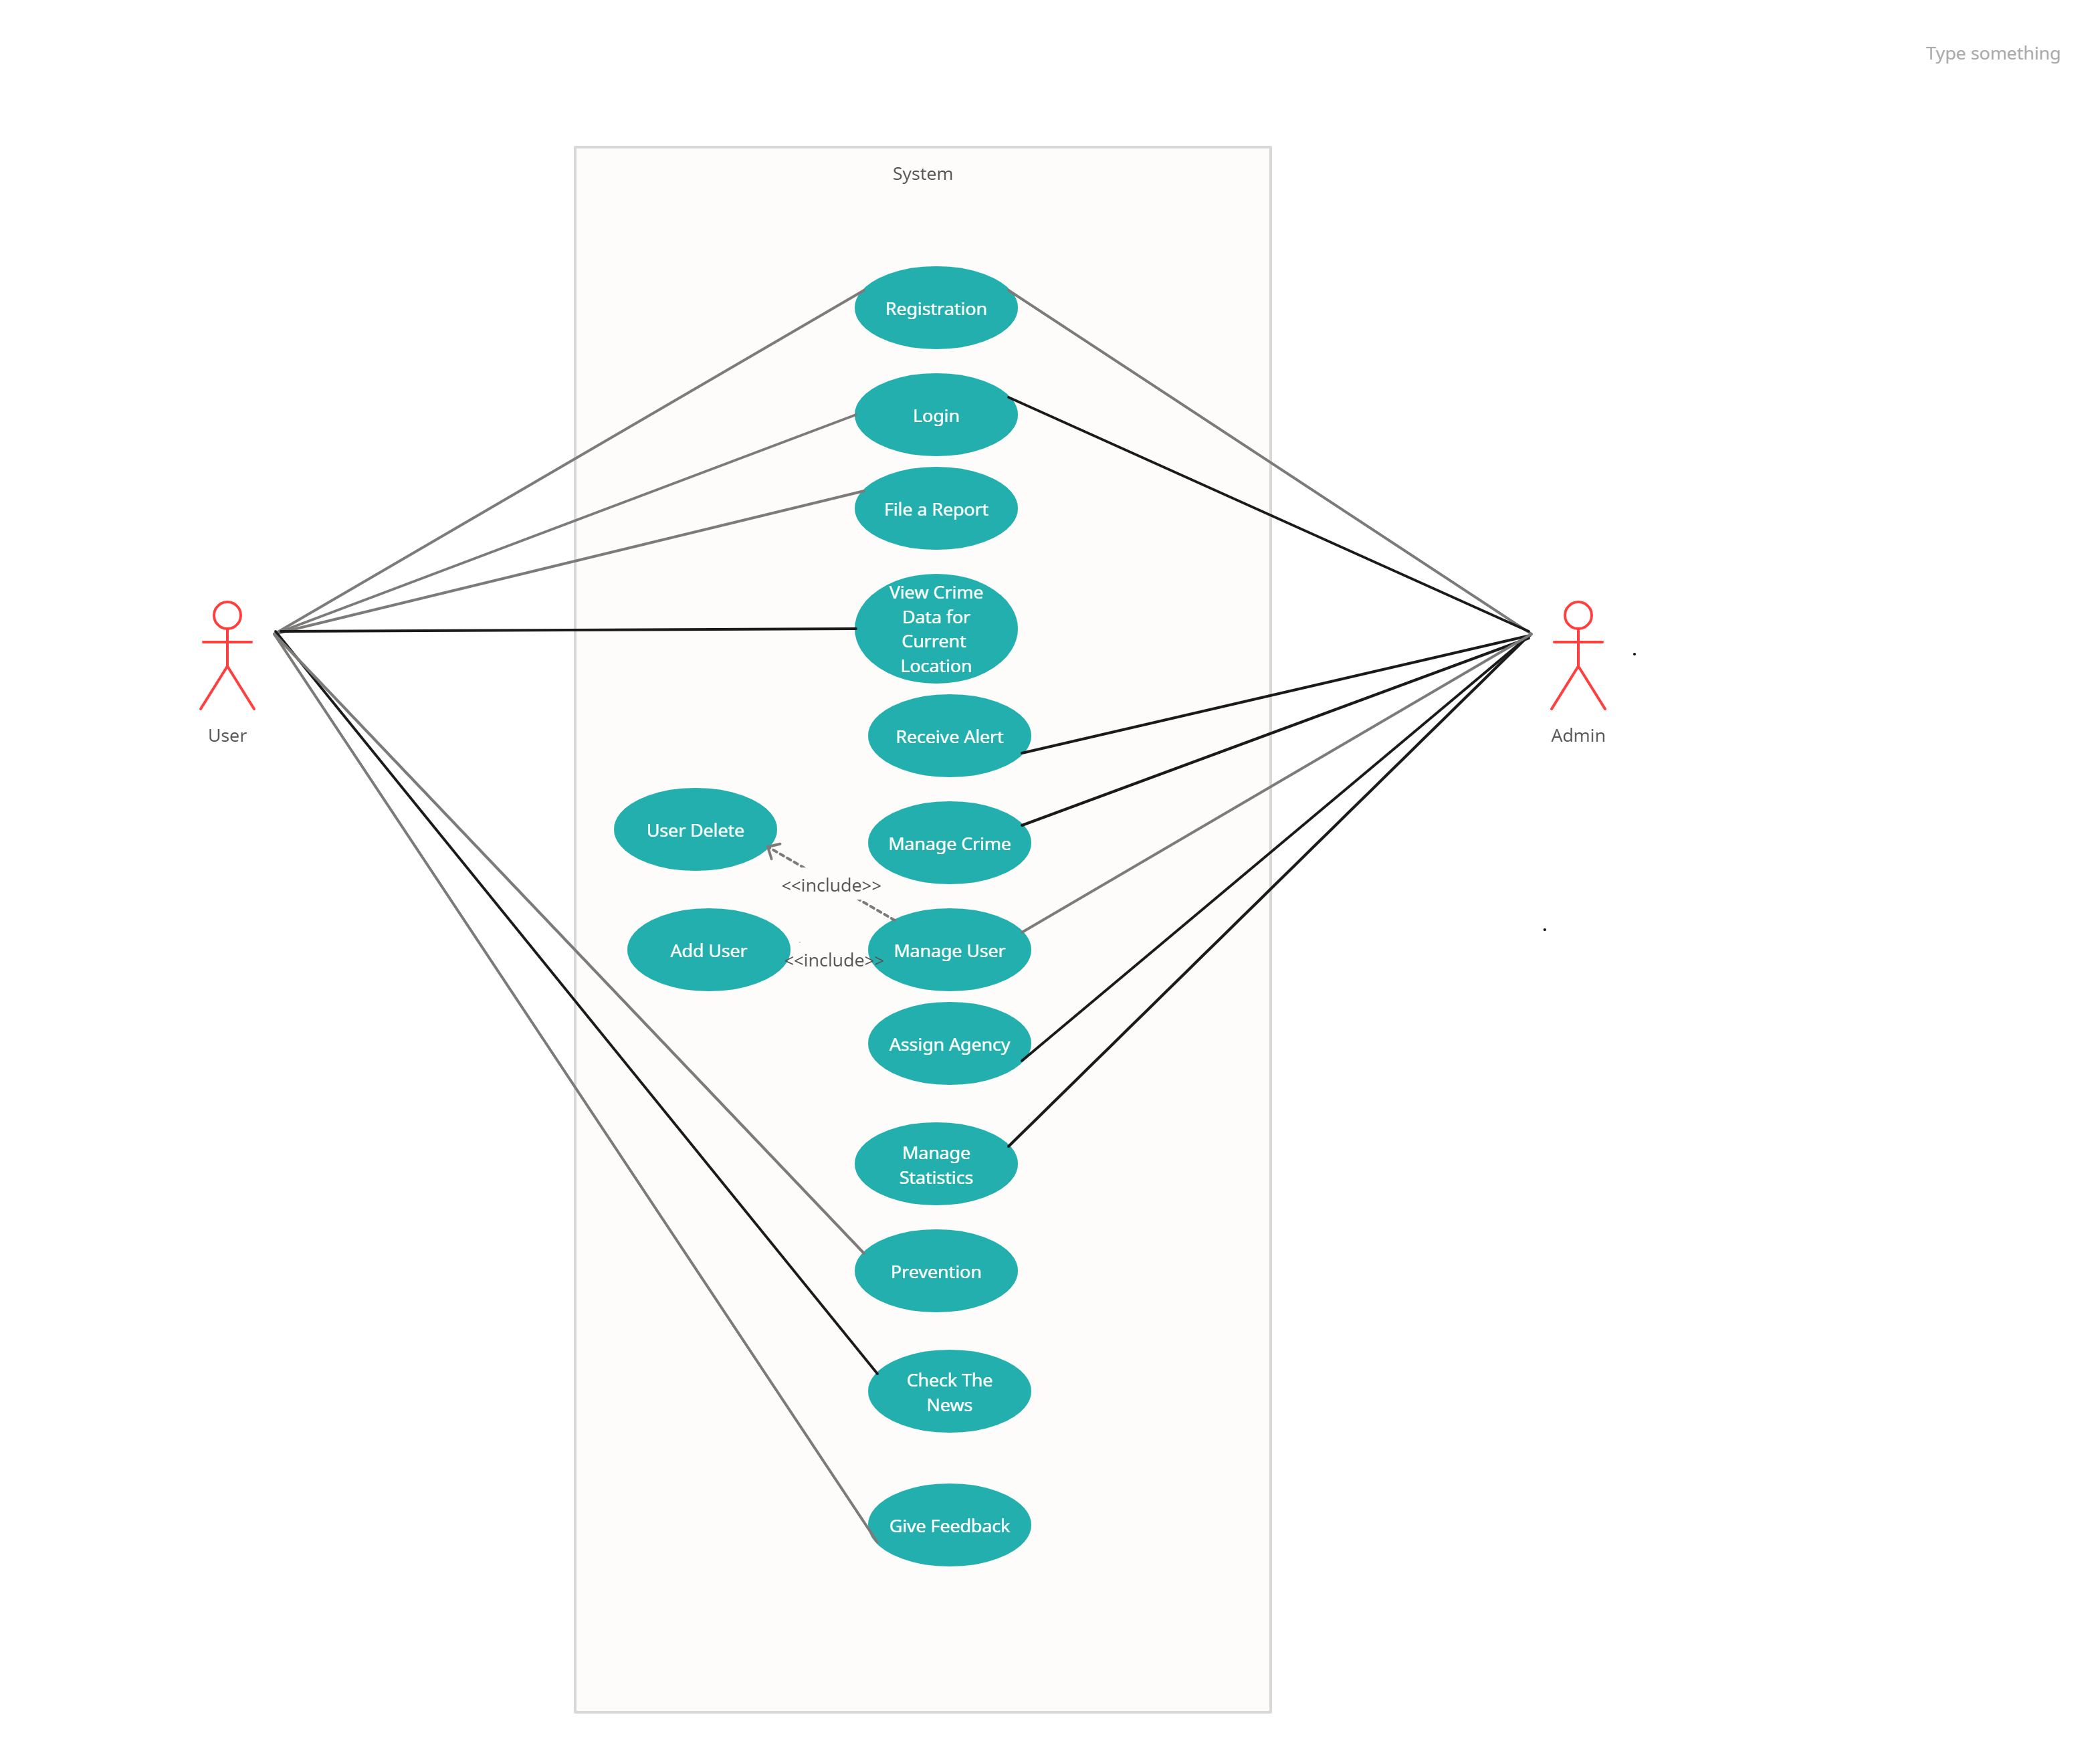 Type something
System
Registration
Login
File a Report
View Crime
Data for
Current
Location
User
Admin
Receive Alert
User Delete
Manage Crime
<<include>>
Add User
<<include>>
Manage User
Assign Agency
Manage
Statistics
Prevention
Check The
News
Give Feedback